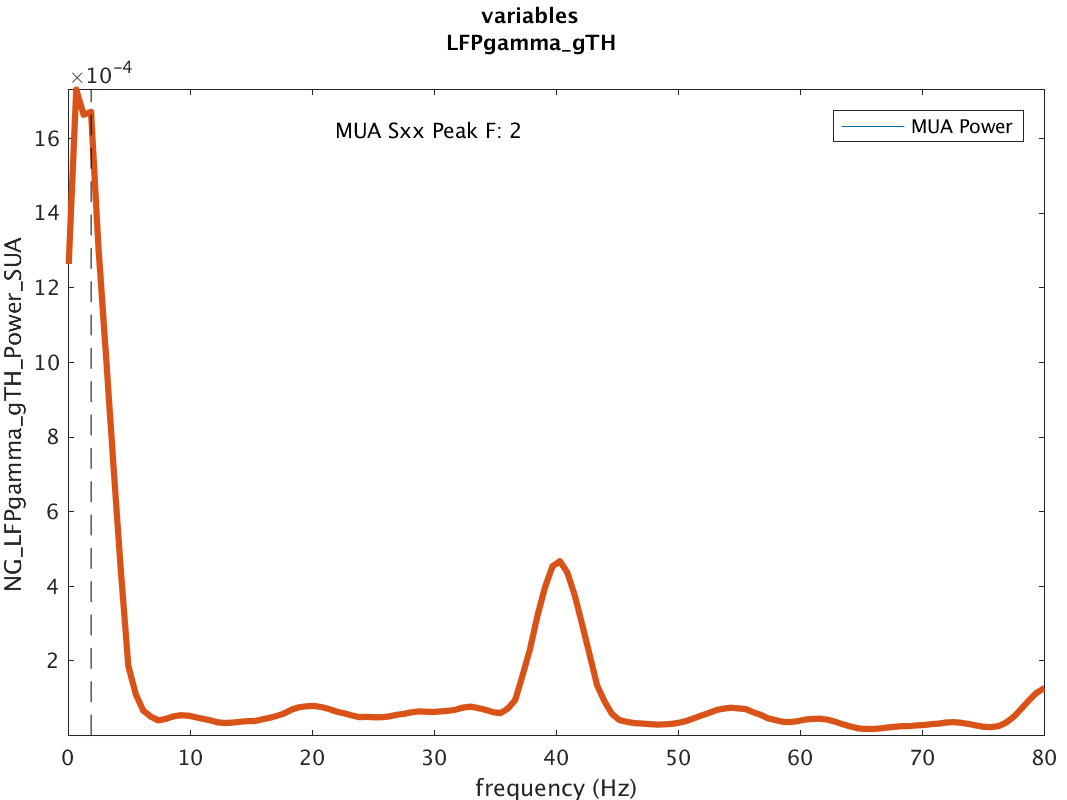 variables
LFPgamma_gTH
×10⁻⁴
MUA Sxx Peak F: 2
MUA Power
16
14
12
10
8
6
4
2
NG_LFPgamma_gTH_Power_SUA
0 10 20 30 40 50 60 70 80
frequency (Hz)